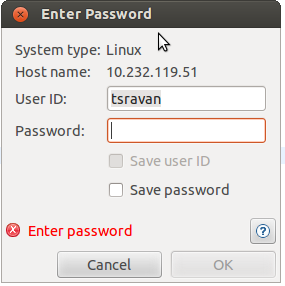 Enter Password
System type: Linux
Host name: 10.232.119.51
User ID: tsravan
Password:
Save user ID
Save password
Enter password
?
Cancel OK